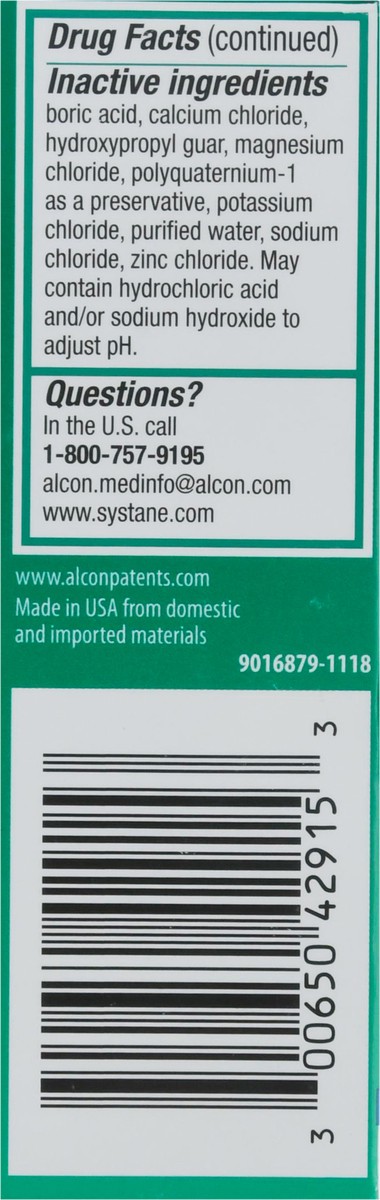 Drug Facts (continued)
Inactive ingredients
boric acid, calcium chloride,
hydroxypropyl guar, magnesium
chloride, polyquaternium-1
as a preservative, potassium
chloride, purified water, sodium
chloride, zinc chloride. May
contain hydrochloric acid
and/or sodium hydroxide to
adjust pH.
Questions?
In the U.S. call
1-800-757-9195
alcon.medinfo@alcon.com
www.systane.com
www.alconpatents.com
Made in USA from domestic
and imported materials
9016879-1118
3 00650 42915 3